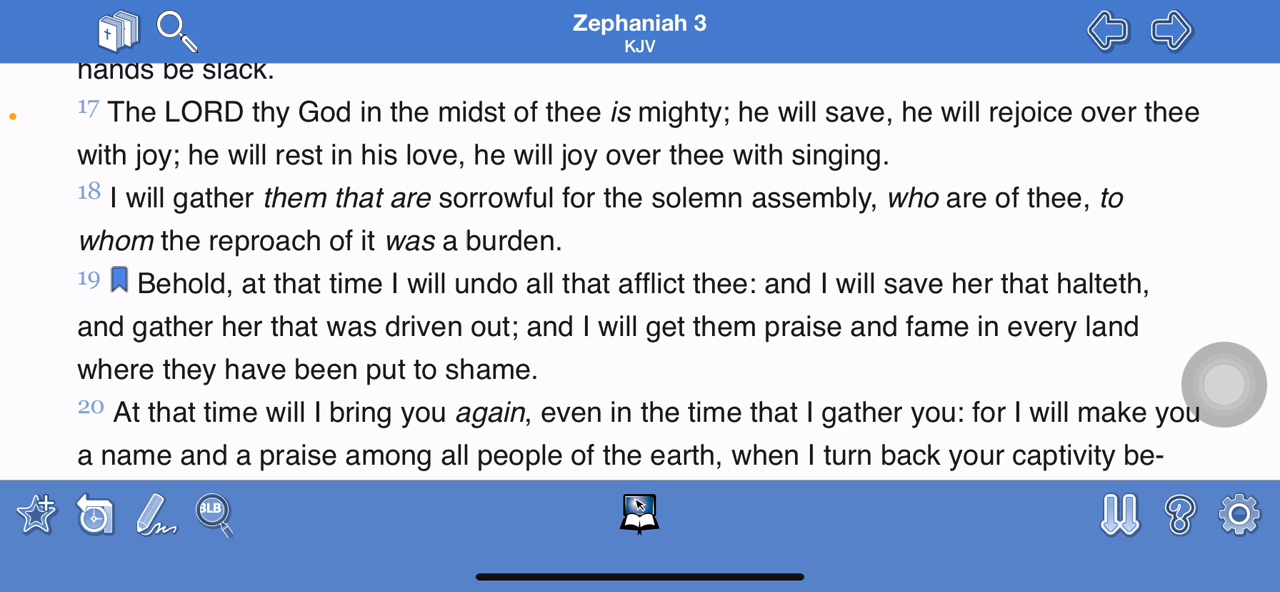 Zephaniah 3
KJV
hands be slack.
17 The LORD thy God in the midst of thee is mighty; he will save, he will rejoice over thee
with joy; he will rest in his love, he will joy over thee with singing.
18 I will gather them that are sorrowful for the solemn assembly, who are of thee, to
whom the reproach of it was a burden.
19 Behold, at that time I will undo all that afflict thee: and I will save her that halteth,
and gather her that was driven out; and I will get them praise and fame in every land
where they have been put to shame.
20 At that time will I bring you again, even in the time that I gather you: for I will make you
a name and a praise among all people of the earth, when I turn back your captivity be-
BLB